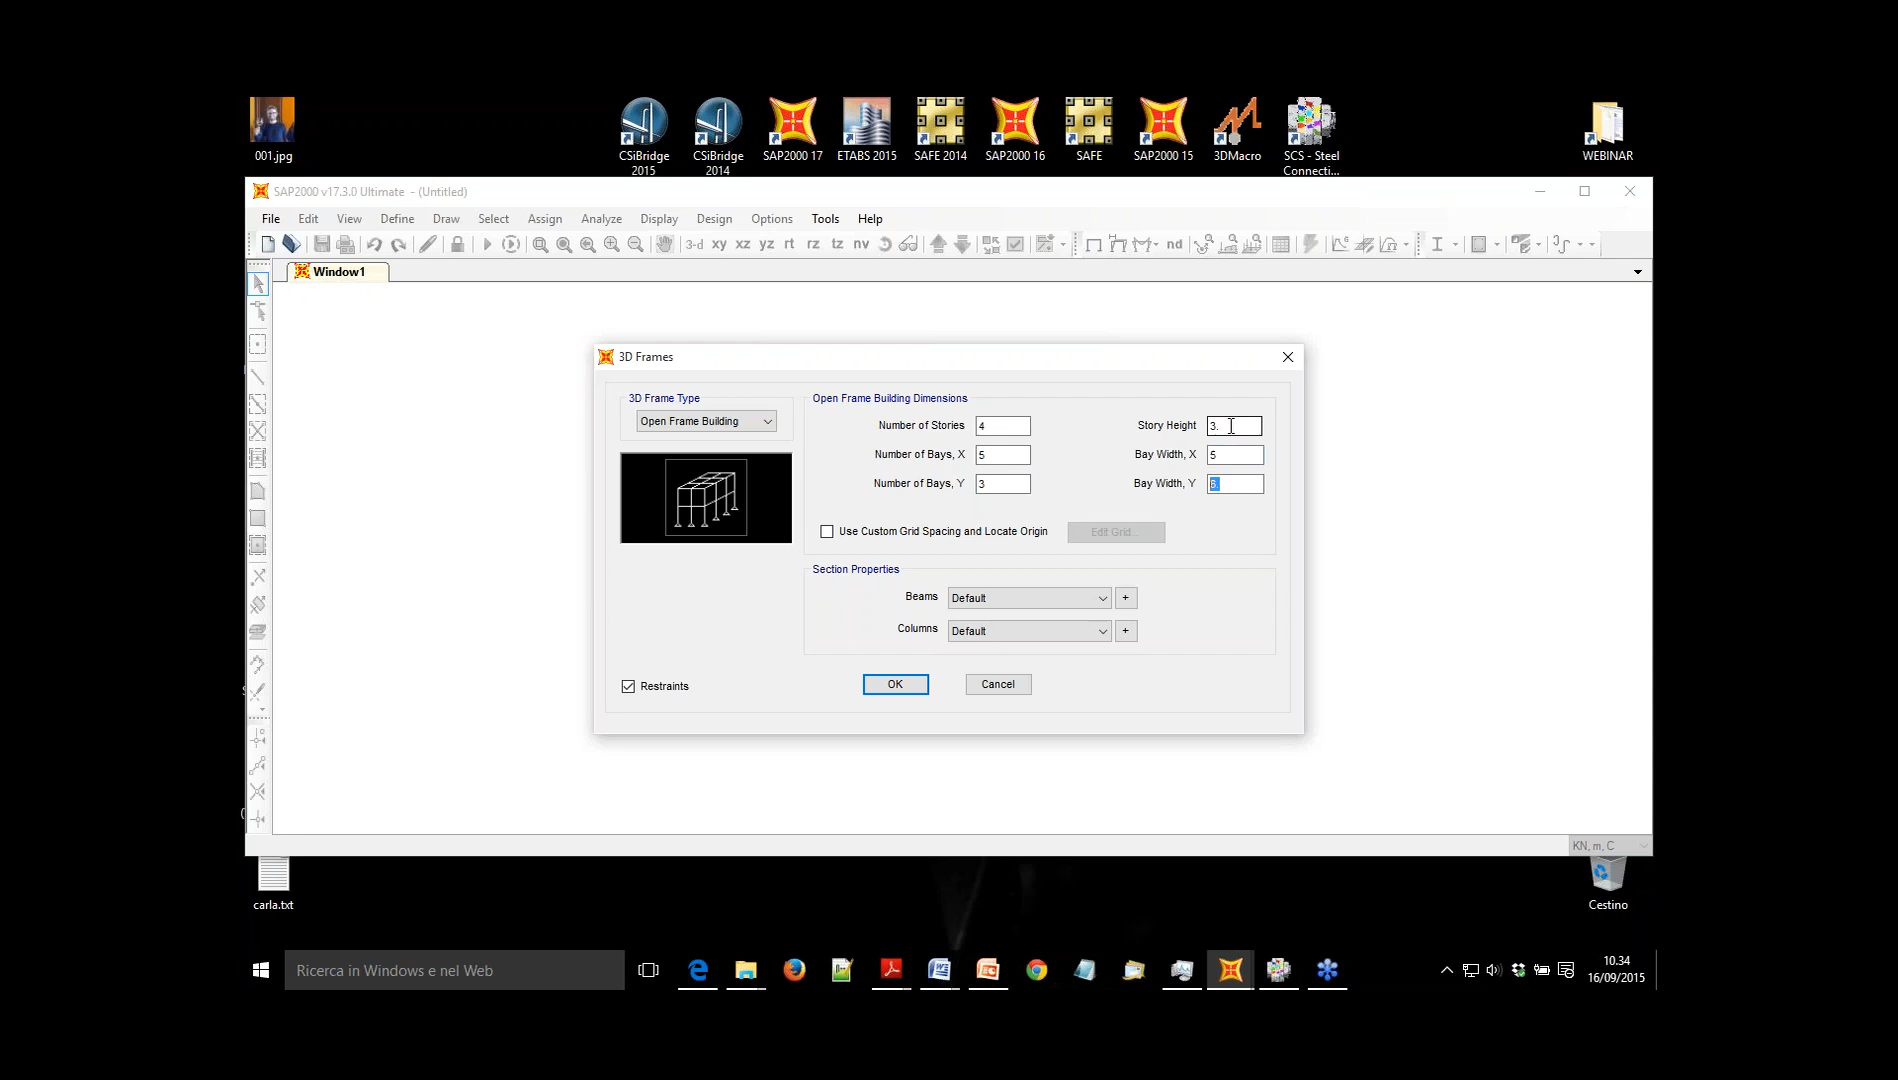 001.jpg
CSiBridge
2015
CSiBridge
2014
SAP2000 17
ETABS 2015
SAFE 2014
SAP2000 16
SAFE
SAP2000 15
3DMacro
SCS - Steel
Connecti...
WEBINAR
SAP2000 v17.3.0 Ultimate - (Untitled)
File Edit View Define Draw Select Assign Analyze Display Design Options Tools Help
3-d xy xz yz rt rz tz nv nd
Window1
3D Frames
3D Frame Type
Open Frame Building
Open Frame Building Dimensions
Number of Stories 4 Story Height 3.
Number of Bays, X 5 Bay Width, X 5
Number of Bays, Y 3 Bay Width, Y
Use Custom Grid Spacing and Locate Origin Edit Grid...
Section Properties
Beams Default +
Columns Default +
Restraints OK Cancel
KN, m, C
carla.txt
Cestino
Ricerca in Windows e nel Web
10.34
16/09/2015